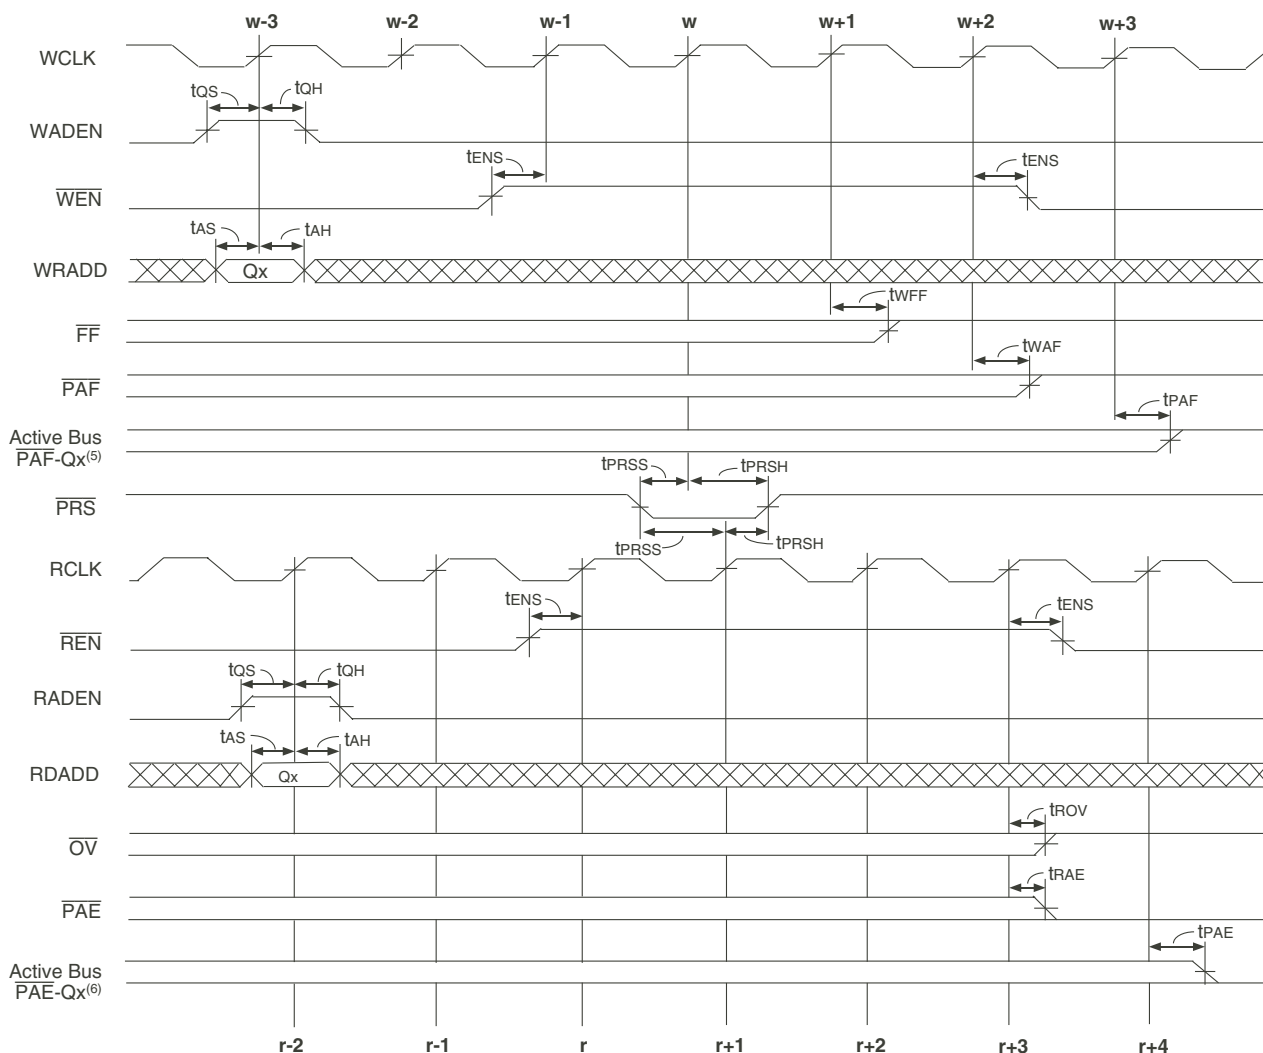 w-3 w-2 w-1 w w+1 w+2 w+3
WCLK
tQS tQH
WADEN
tENS tENS
WEN
tAS tAH
WRADD Qx
tWFF
FF
tWAF
PAF
tPAF
Active Bus
PAF-Qx(5)
tPRSS tPRSH
PRS
tPRSS tPRSH
RCLK
tENS tENS
REN
tQS tQH
RADEN
tAS tAH
RDADD Qx
tROV
OV
tRAE
PAE
tPAE
Active Bus
PAE-Qx(6)
r-2 r-1 r r+1 r+2 r+3 r+4